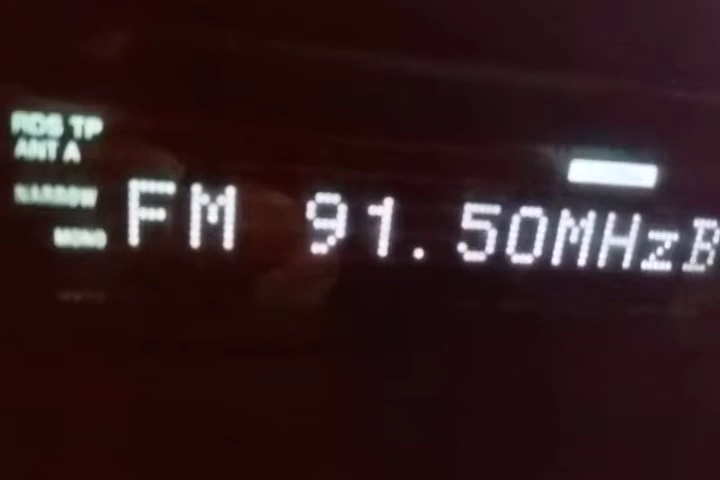 RDS TP
ANT A
NARROW
MONO
FM 91.50MHz